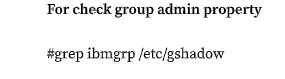 For check group admin property
#grep ibmgrp /etc/gshadow